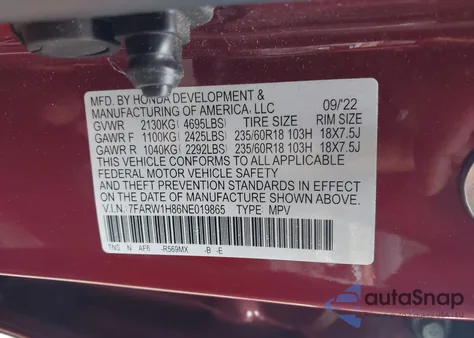 MFD. BY HONDA DEVELOPMENT &
MANUFACTURING OF AMERICA, LLC 09/'22
GVWR 2130KG(4695LBS) TIRE SIZE RIM SIZE
GAWR F 1100KG(2425LBS) 235/60R18 103H 18X7.5J
GAWR R 1040KG(2292LBS) 235/60R18 103H 18X7.5J
THIS VEHICLE CONFORMS TO ALL APPLICABLE
FEDERAL MOTOR VEHICLE SAFETY
AND THEFT PREVENTION STANDARDS IN EFFECT
ON THE DATE OF MANUFACTURE SHOWN ABOVE.
V.I.N. 7FARW1H86NE019865 TYPE MPV
TNS N AF6 -R569MX -B -E
autoSnap